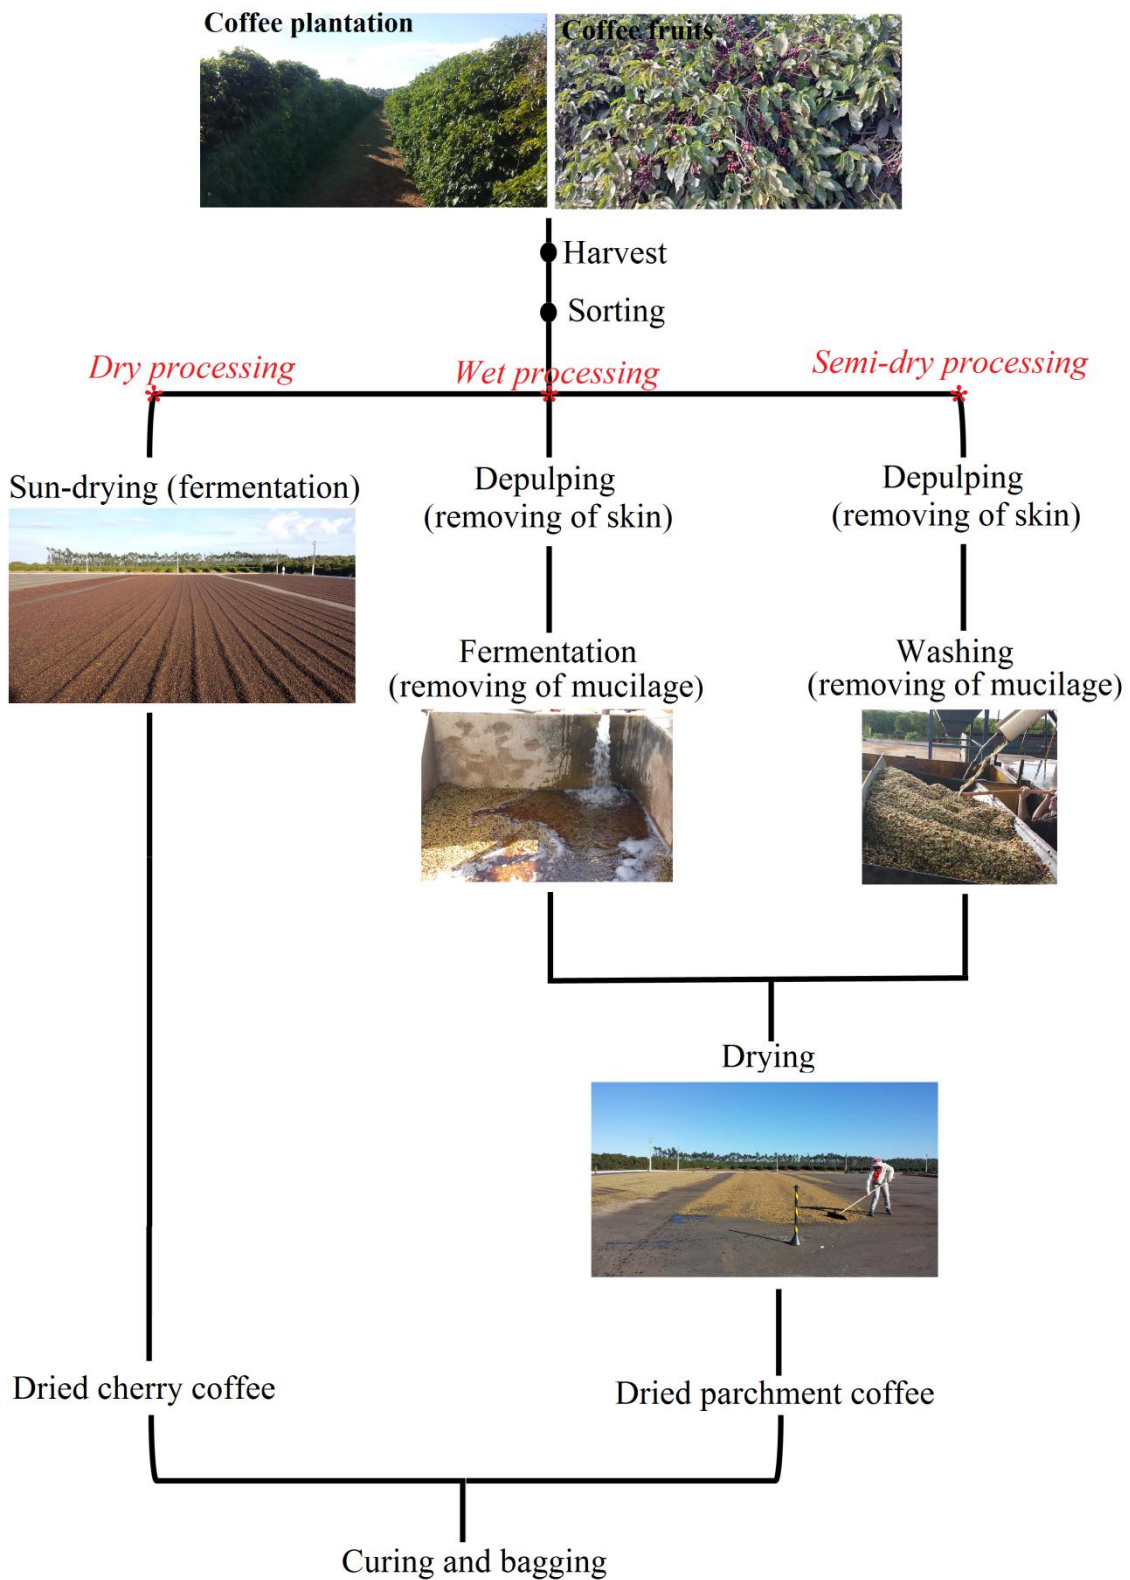 Coffee plantation
Coffee fruits
Harvest
Sorting
Dry processing
Wet processing
Semi-dry processing
Sun-drying (fermentation)
Depulping
(removing of skin)
Depulping
(removing of skin)
Fermentation
(removing of mucilage)
Washing
(removing of mucilage)
Drying
Dried cherry coffee
Dried parchment coffee
Curing and bagging